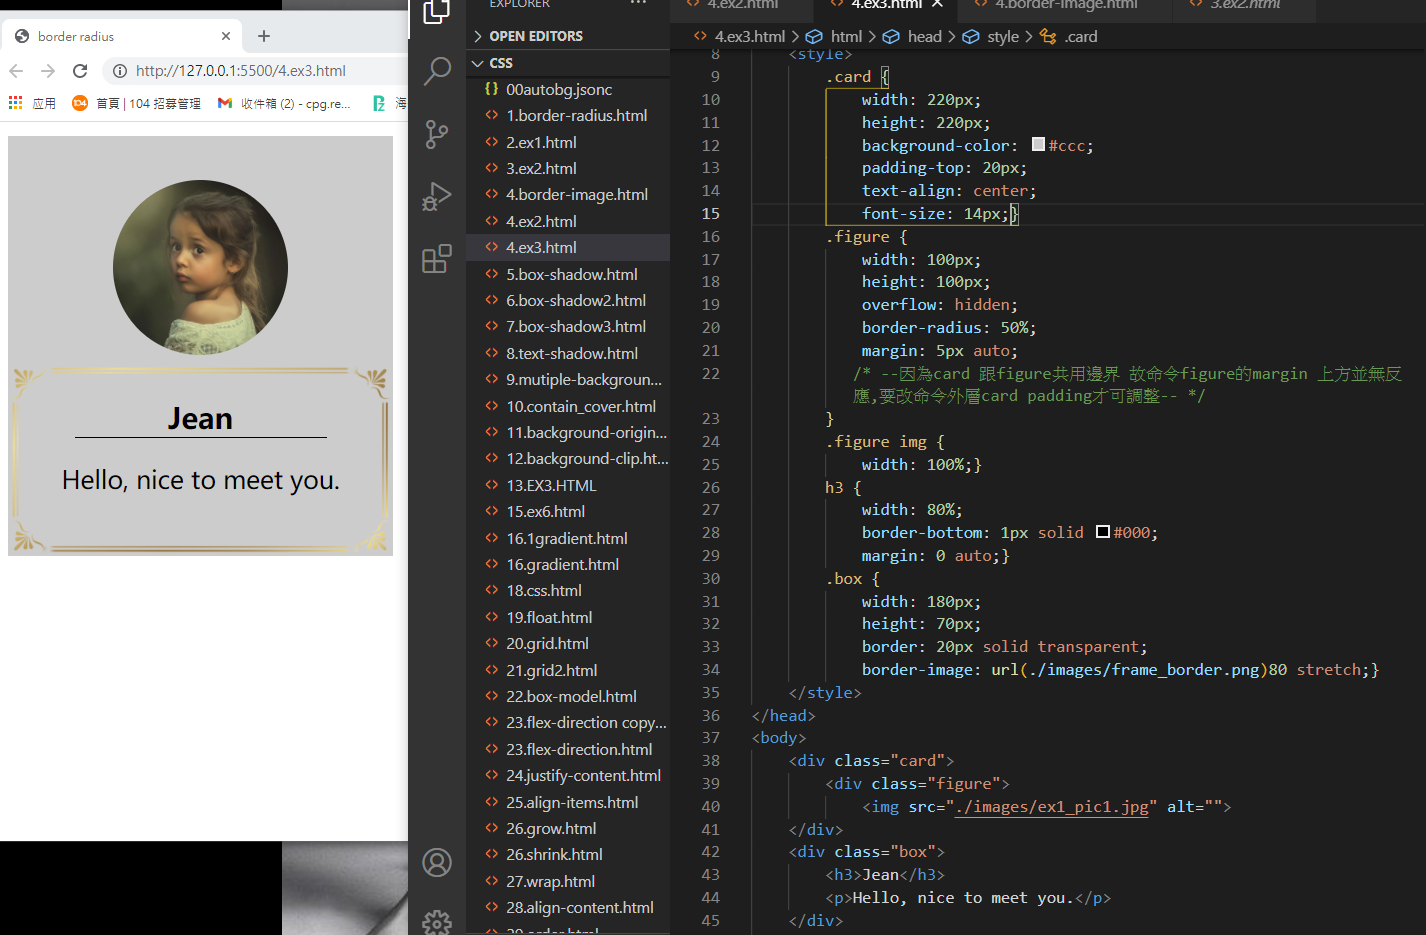 border radius
http://127.0.0.1:5500/4.ex3.html
应用
104
首頁 | 104 招募管理
收件箱 (2) - cpg.re...
海
Jean
Hello, nice to meet you.
EXPLORER
OPEN EDITORS
CSS
00autobg.jsonc
1.border-radius.html
2.ex1.html
3.ex2.html
4.border-image.html
4.ex2.html
4.ex3.html
5.box-shadow.html
6.box-shadow2.html
7.box-shadow3.html
8.text-shadow.html
9.mutiple-backgroun...
10.contain_cover.html
11.background-origin...
12.background-clip.ht...
13.EX3.HTML
15.ex6.html
16.1gradient.html
16.gradient.html
18.css.html
19.float.html
20.grid.html
21.grid2.html
22.box-model.html
23.flex-direction copy...
23.flex-direction.html
24.justify-content.html
25.align-items.html
26.grow.html
26.shrink.html
27.wrap.html
28.align-content.html
4.ex2.html
4.ex3.html
4.border-image.html
3.ex2.html
4.ex3.html > html > head > style > .card
8 <style>
9 .card {
10 width: 220px;
11 height: 220px;
12 background-color: #ccc;
13 padding-top: 20px;
14 text-align: center;
15 font-size: 14px;}
16 .figure {
17 width: 100px;
18 height: 100px;
19 overflow: hidden;
20 border-radius: 50%;
21 margin: 5px auto;
22 /* --因為card 跟figure共用邊界 故命令figure的margin 上方並無反
應,要改命令外層card padding才可調整-- */
23 }
24 .figure img {
25 width: 100%;}
26 h3 {
27 width: 80%;
28 border-bottom: 1px solid #000;
29 margin: 0 auto;}
30 .box {
31 width: 180px;
32 height: 70px;
33 border: 20px solid transparent;
34 border-image: url(./images/frame_border.png)80 stretch;}
35 </style>
36 </head>
37 <body>
38 <div class="card">
39 <div class="figure">
40 <img src="./images/ex1_pic1.jpg" alt="">
41 </div>
42 <div class="box">
43 <h3>Jean</h3>
44 <p>Hello, nice to meet you.</p>
45 </div>